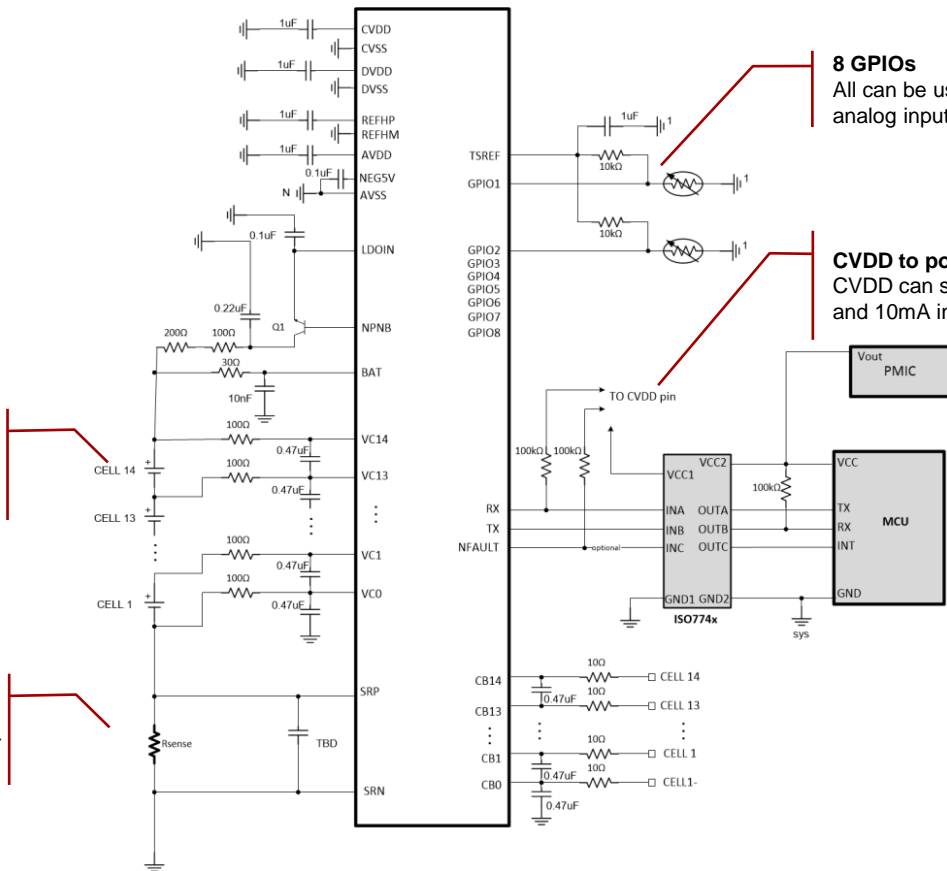 1uF
CVDD
CVSS
1uF
DVDD
DVSS
1uF
REFHP
REFHM
1uF
AVDD
0.1uF
NEG5V
N
AVSS
0.1uF
LDOIN
0.22uF
Q1
NPNB
200Ω
100Ω
30Ω
BAT
10nF
100Ω
VC14
0.47uF
CELL 14
+
100Ω
VC13
0.47uF
CELL 13
+
100Ω
VC1
0.47uF
100Ω
VC0
CELL 1
+
0.47uF
SRP
Rsense
TBD
SRN
8 GPIOs
All can be us
analog input
1uF
1
TSREF
10kΩ
GPIO1
1
10kΩ
GPIO2
1
GPIO3
GPIO4
GPIO5
GPIO6
GPIO7
GPIO8
CVDD to po
CVDD can s
and 10mA in
Vout
PMIC
TO CVDD pin
100kΩ
100kΩ
VCC1
VCC2
100kΩ
VCC
RX
INA
OUTA
TX
TX
INB
OUTB
RX
MCU
NFAULT
optional
INC
OUTC
INT
GND1
GND2
GND
ISO774x
sys
10Ω
CB14
CELL 14
0.47uF
10Ω
CB13
CELL 13
10Ω
CB1
CELL 1
0.47uF
10Ω
CB0
CELL1-
0.47uF